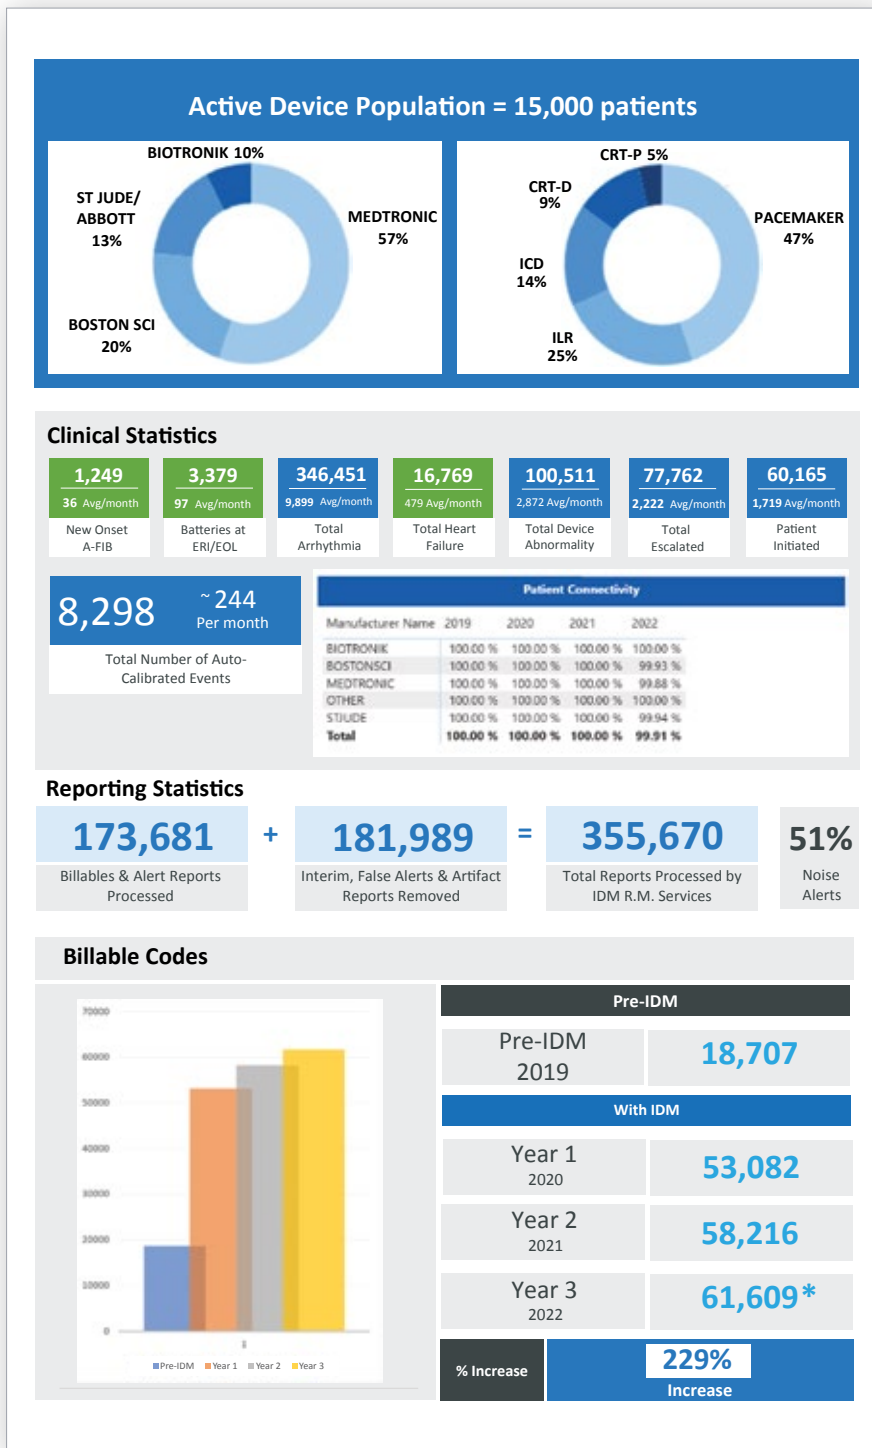 Active Device Population = 15,000 patients
BIOTRONIK 10%
ST JUDE/
ABBOTT
13%
MEDTRONIC
57%
BOSTON SCI
20%
CRT-P 5%
CRT-D
9%
PACEMAKER
47%
ICD
14%
ILR
25%
Clinical Statistics
1,249
36 Avg/month
New Onset
A-FIB
3,379
97 Avg/month
Batteries at
ERI/EOL
346,451
9,899 Avg/month
Total
Arrhythmia
16,769
479 Avg/month
Total Heart
Failure
100,511
2,872 Avg/month
Total Device
Abnormality
77,762
2,222 Avg/month
Total
Escalated
60,165
1,719 Avg/month
Patient
Initiated
8,298
~ 244
Per month
Total Number of Auto-
Calibrated Events
Patient Connectivity
Manufacturer Name 2019 2020 2021 2022
BIOTRONIK 100.00 % 100.00 % 100.00 % 100.00 %
BOSTONSCI 100.00 % 100.00 % 100.00 % 99.93 %
MEDTRONIC 100.00 % 100.00 % 100.00 % 99.88 %
OTHER 100.00 % 100.00 % 100.00 % 100.00 %
STJUDE 100.00 % 100.00 % 100.00 % 99.94 %
Total 100.00 % 100.00 % 100.00 % 99.91 %
Reporting Statistics
173,681 + 181,989 = 355,670
Billables & Alert Reports
Processed
Interim, False Alerts & Artifact
Reports Removed
Total Reports Processed by
IDM R.M. Services
51%
Noise
Alerts
Billable Codes
70000
60000
50000
40000
30000
20000
10000
0
Pre-IDM Year 1 Year 2 Year 3
Pre-IDM
Pre-IDM
2019
18,707
With IDM
Year 1
2020
53,082
Year 2
2021
58,216
Year 3
2022
61,609*
% Increase
229%
Increase